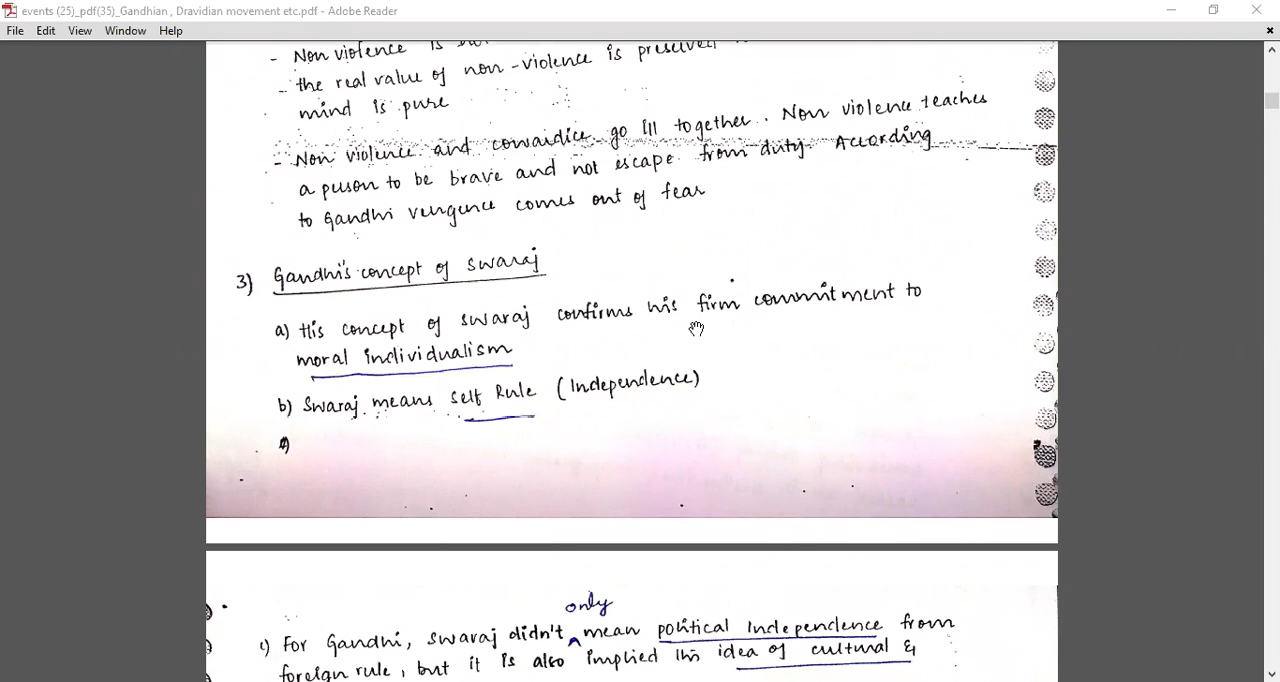 events (25)_pdf(35)_Gandhian , Dravidian movement etc.pdf - Adobe Reader
File Edit View Window Help
- Non violence is
- the real value of non-violence is preserved
mind is pure
- Non violence and cowardice go ill together. Non violence teaches
a person to be brave and not escape from duty. According
to Gandhi vengence comes out of fear
3) Gandhi's concept of swaraj
a) His concept of swaraj confirms his firm commitment to
moral individualism
b) Swaraj means Self Rule (Independence)
only
c) For Gandhi, swaraj didn't ^ mean political Independence from
foreign rule, but it is also implied his idea of cultural &